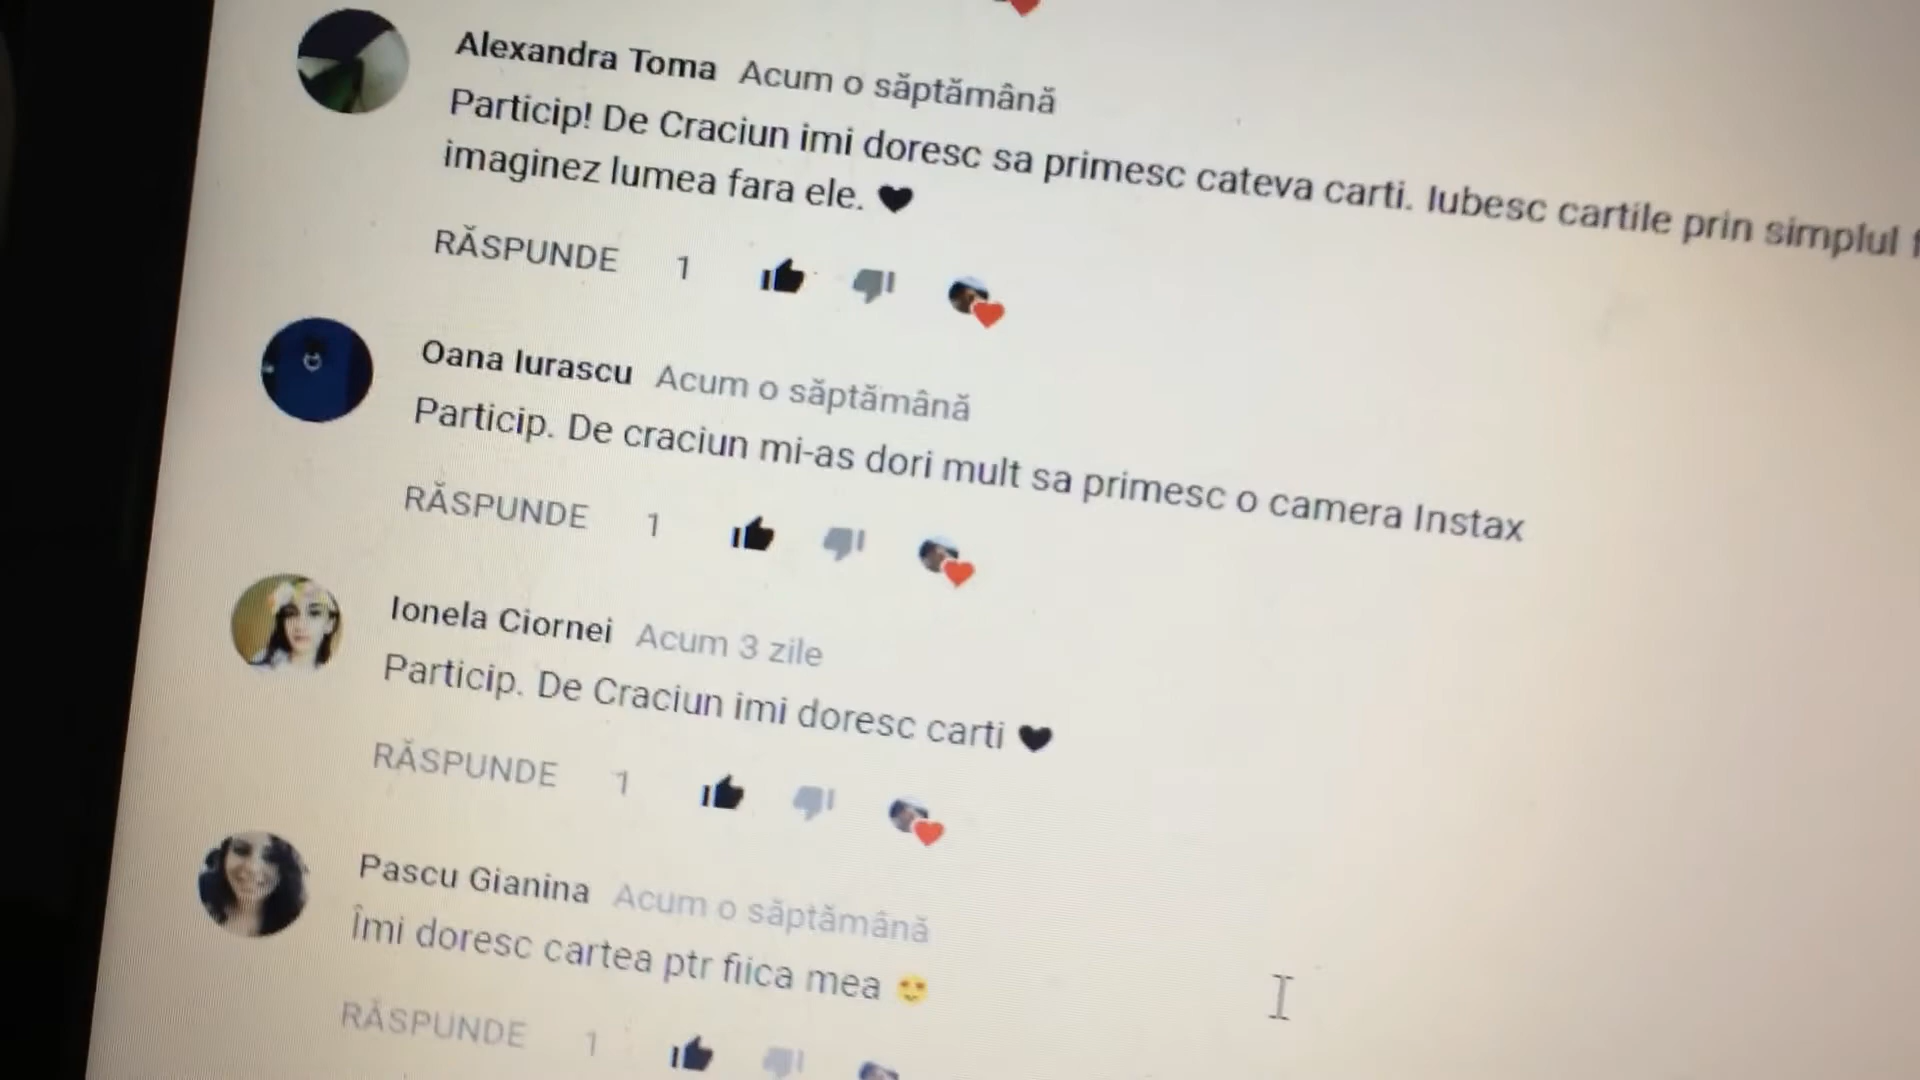 Alexandra Toma Acum o săptămână
Particip! De Craciun imi doresc sa primesc cateva carti. Iubesc cartile prin simplul
imaginez lumea fara ele. 🖤
RĂSPUNDE 1
Oana Iurascu Acum o săptămână
Particip. De craciun mi-as dori mult sa primesc o camera Instax
RĂSPUNDE 1
Ionela Ciornei Acum 3 zile
Particip. De Craciun imi doresc carti 🖤
RĂSPUNDE 1
Pascu Gianina Acum o săptămână
Îmi doresc cartea ptr fiica mea 😍
RĂSPUNDE 1